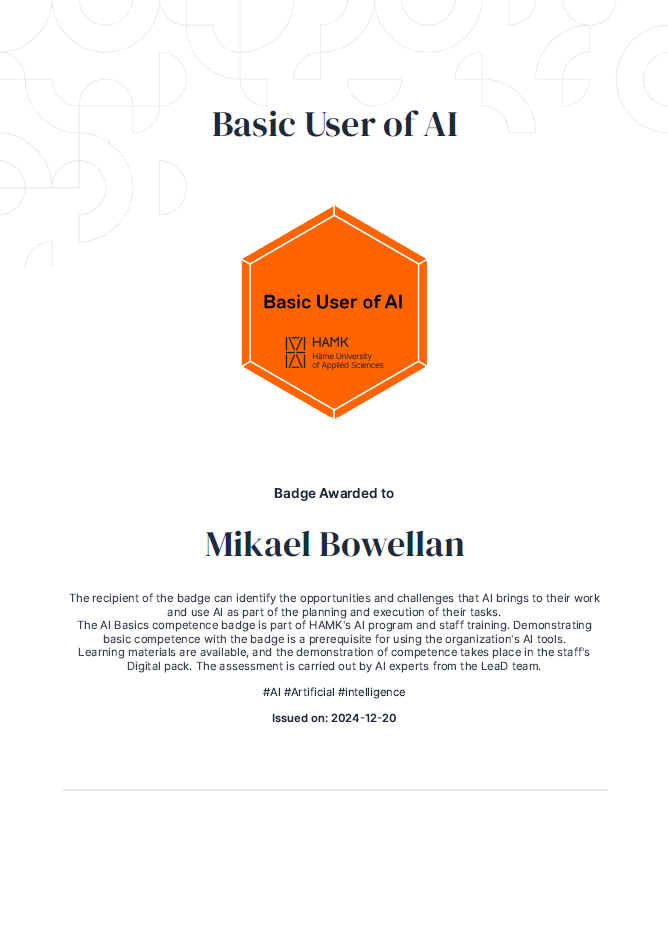 Basic User of AI
Basic User of AI
HAMK
Häme University
of Applied Sciences
Badge Awarded to
Mikael Bowellan
The recipient of the badge can identify the opportunities and challenges that AI brings to their work
and use AI as part of the planning and execution of their tasks.
The AI Basics competence badge is part of HAMK's AI program and staff training. Demonstrating
basic competence with the badge is a prerequisite for using the organization's AI tools.
Learning materials are available, and the demonstration of competence takes place in the staff's
Digital pack. The assessment is carried out by AI experts from the LeaD team.
#AI #Artificial #intelligence
Issued on: 2024-12-20